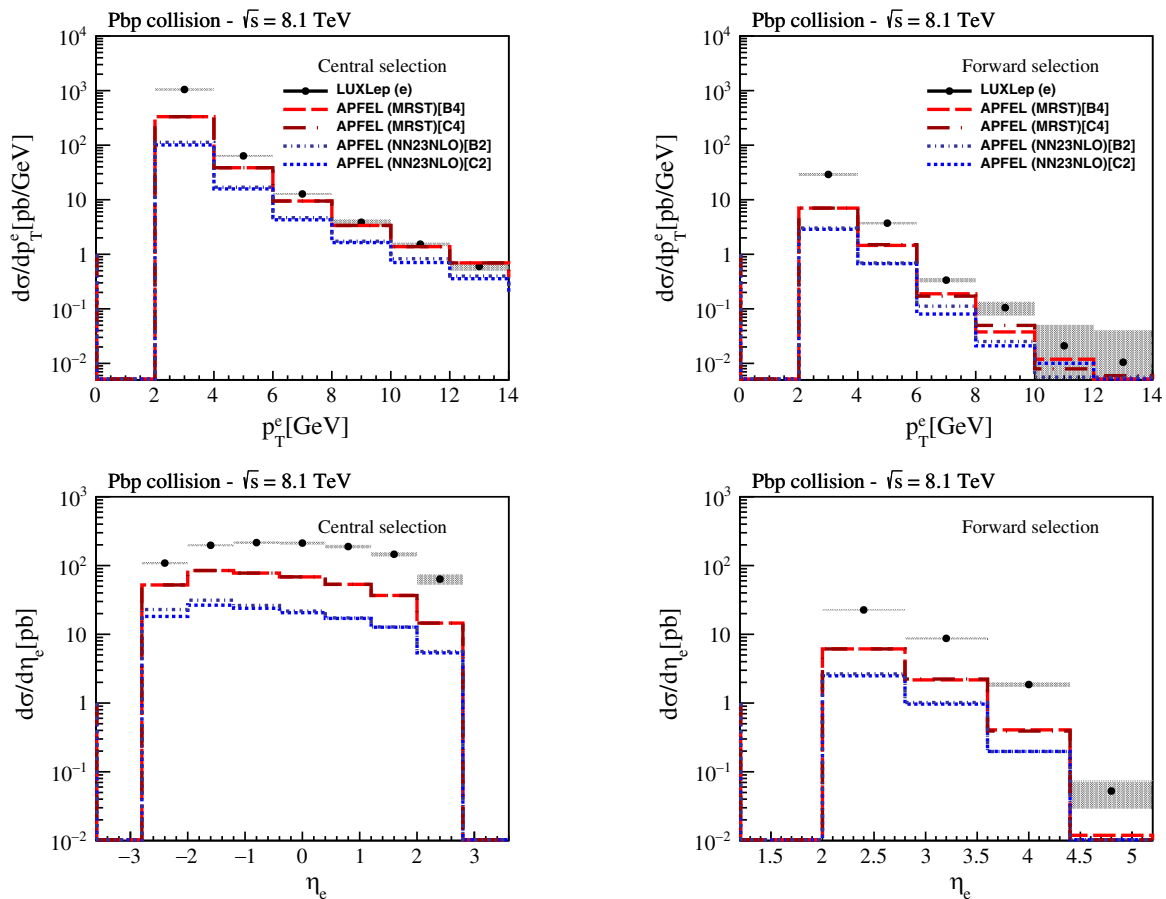 Pbp collision - √s = 8.1 TeV
Central selection
LUXLep (e)
APFEL (MRST)[B4]
APFEL (MRST)[C4]
APFEL (NN23NLO)[B2]
APFEL (NN23NLO)[C2]
dσ/dp_T^e[pb/GeV]
10^4
10^3
10^2
10
1
10^−1
10^−2
0 2 4 6 8 10 12 14
p_T^e[GeV]
Pbp collision - √s = 8.1 TeV
Forward selection
LUXLep (e)
APFEL (MRST)[B4]
APFEL (MRST)[C4]
APFEL (NN23NLO)[B2]
APFEL (NN23NLO)[C2]
dσ/dp_T^e[pb/GeV]
10^4
10^3
10^2
10
1
10^−1
10^−2
0 2 4 6 8 10 12 14
p_T^e[GeV]
Pbp collision - √s = 8.1 TeV
Central selection
dσ/dη_e[pb]
10^3
10^2
10
1
10^−1
10^−2
−3 −2 −1 0 1 2 3
η_e
Pbp collision - √s = 8.1 TeV
Forward selection
dσ/dη_e[pb]
10^3
10^2
10
1
10^−1
10^−2
1.5 2 2.5 3 3.5 4 4.5 5
η_e